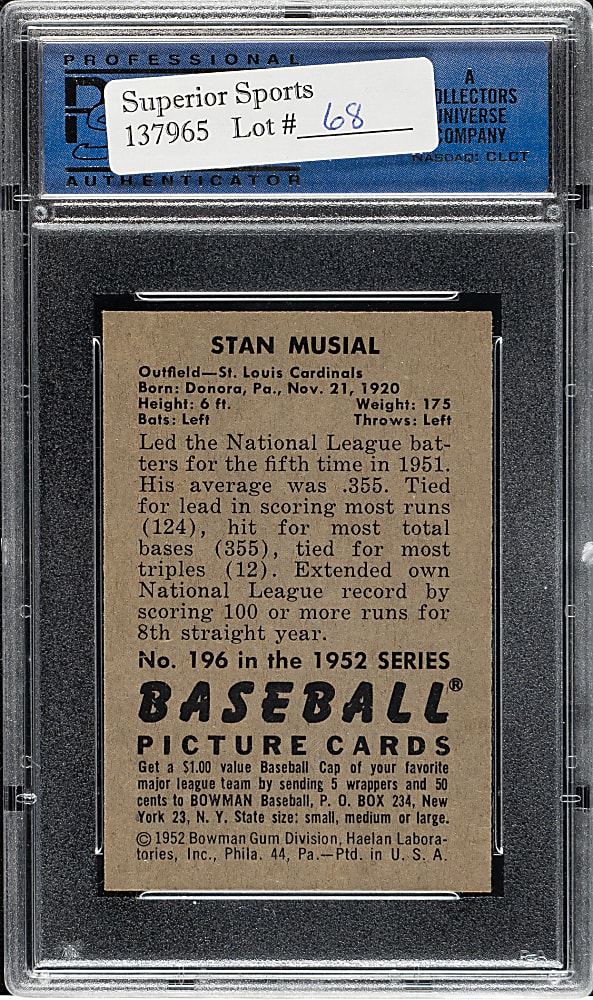 PROFESSIONAL
Superior Sports
137965 Lot # 68
AUTHENTICATOR
A
COLLECTORS
UNIVERSE
COMPANY
NASDAQ: CLCT
STAN MUSIAL
Outfield—St. Louis Cardinals
Born: Donora, Pa., Nov. 21, 1920
Height: 6 ft. Weight: 175
Bats: Left Throws: Left
Led the National League bat-
ters for the fifth time in 1951.
His average was .355. Tied
for lead in scoring most runs
(124), hit for most total
bases (355), tied for most
triples (12). Extended own
National League record by
scoring 100 or more runs for
8th straight year.
No. 196 in the 1952 SERIES
BASEBALL®
PICTURE CARDS
Get a $1.00 value Baseball Cap of your favorite
major league team by sending 5 wrappers and 50
cents to BOWMAN Baseball, P. O. BOX 234, New
York 23, N. Y. State size: small, medium or large.
© 1952 Bowman Gum Division, Haelan Labora-
tories, Inc., Phila. 44, Pa.—Ptd. in U. S. A.